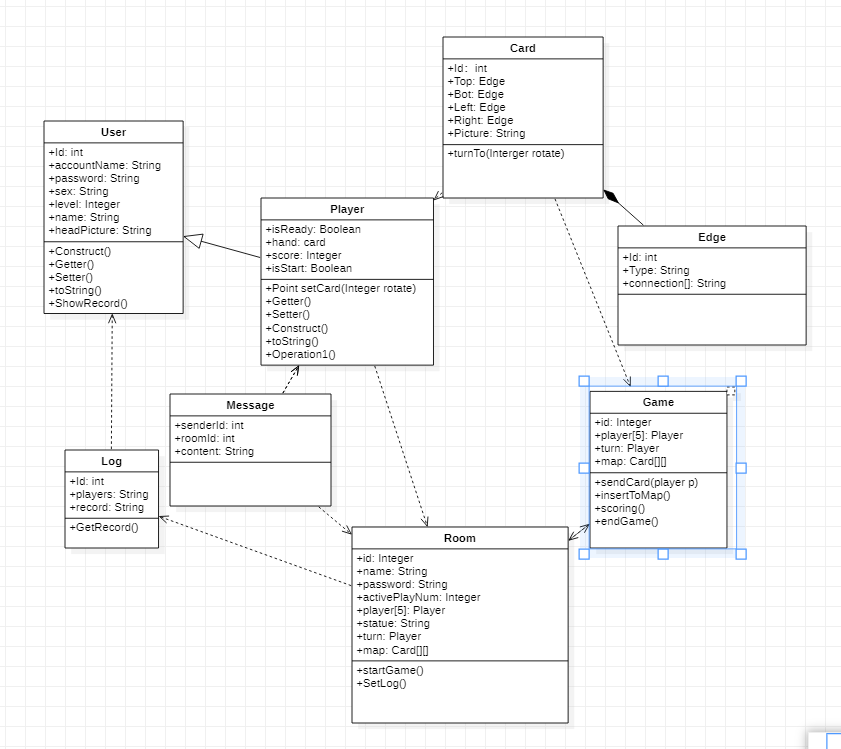 Card
+Id: int
+Top: Edge
+Bot: Edge
+Left: Edge
+Right: Edge
+Picture: String
+turnTo(Interger rotate)
User
+Id: int
+accountName: String
+password: String
+sex: String
+level: Integer
+name: String
+headPicture: String
+Construct()
+Getter()
+Setter()
+toString()
+ShowRecord()
Player
+isReady: Boolean
+hand: card
+score: Integer
+isStart: Boolean
+Point setCard(Integer rotate)
+Getter()
+Setter()
+Construct()
+toString()
+Operation1()
Edge
+Id: int
+Type: String
+connection[]: String
Message
+senderId: int
+roomId: int
+content: String
Game
+id: Integer
+player[5]: Player
+turn: Player
+map: Card[][]
+sendCard(player p)
+insertToMap()
+scoring()
+endGame()
Log
+Id: int
+players: String
+record: String
+GetRecord()
Room
+id: Integer
+name: String
+password: String
+activePlayNum: Integer
+player[5]: Player
+statue: String
+turn: Player
+map: Card[][]
+startGame()
+SetLog()